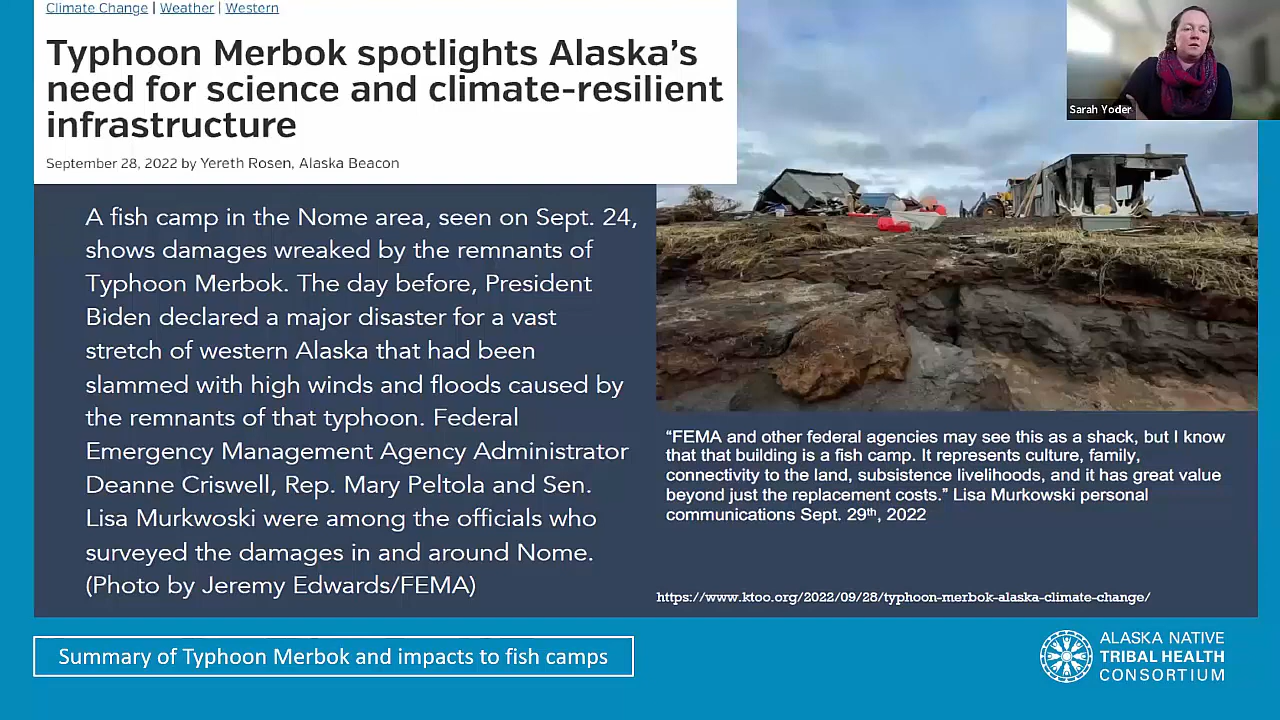 Climate Change | Weather | Western
Typhoon Merbok spotlights Alaska's
need for science and climate-resilient
infrastructure
September 28, 2022 by Yereth Rosen, Alaska Beacon
Sarah Yoder
A fish camp in the Nome area, seen on Sept. 24,
shows damages wreaked by the remnants of
Typhoon Merbok. The day before, President
Biden declared a major disaster for a vast
stretch of western Alaska that had been
slammed with high winds and floods caused by
the remnants of that typhoon. Federal
Emergency Management Agency Administrator
Deanne Criswell, Rep. Mary Peltola and Sen.
Lisa Murkwoski were among the officials who
surveyed the damages in and around Nome.
(Photo by Jeremy Edwards/FEMA)
“FEMA and other federal agencies may see this as a shack, but I know
that that building is a fish camp. It represents culture, family,
connectivity to the land, subsistence livelihoods, and it has great value
beyond just the replacement costs.” Lisa Murkowski personal
communications Sept. 29th, 2022
https://www.ktoo.org/2022/09/28/typhoon-merbok-alaska-climate-change/
Summary of Typhoon Merbok and impacts to fish camps
ALASKA NATIVE
TRIBAL HEALTH
CONSORTIUM